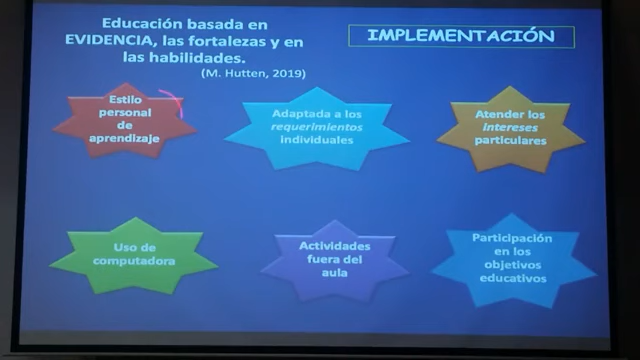 Educación basada en
EVIDENCIA, las fortalezas y en
las habilidades.
(M. Hutten, 2019)
IMPLEMENTACIÓN
Estilo
personal
de
aprendizaje
Adaptada a los
requerimientos
individuales
Atender los
intereses
particulares
Uso de
computadora
Actividades
fuera del
aula
Participación
en los
objetivos
educativos